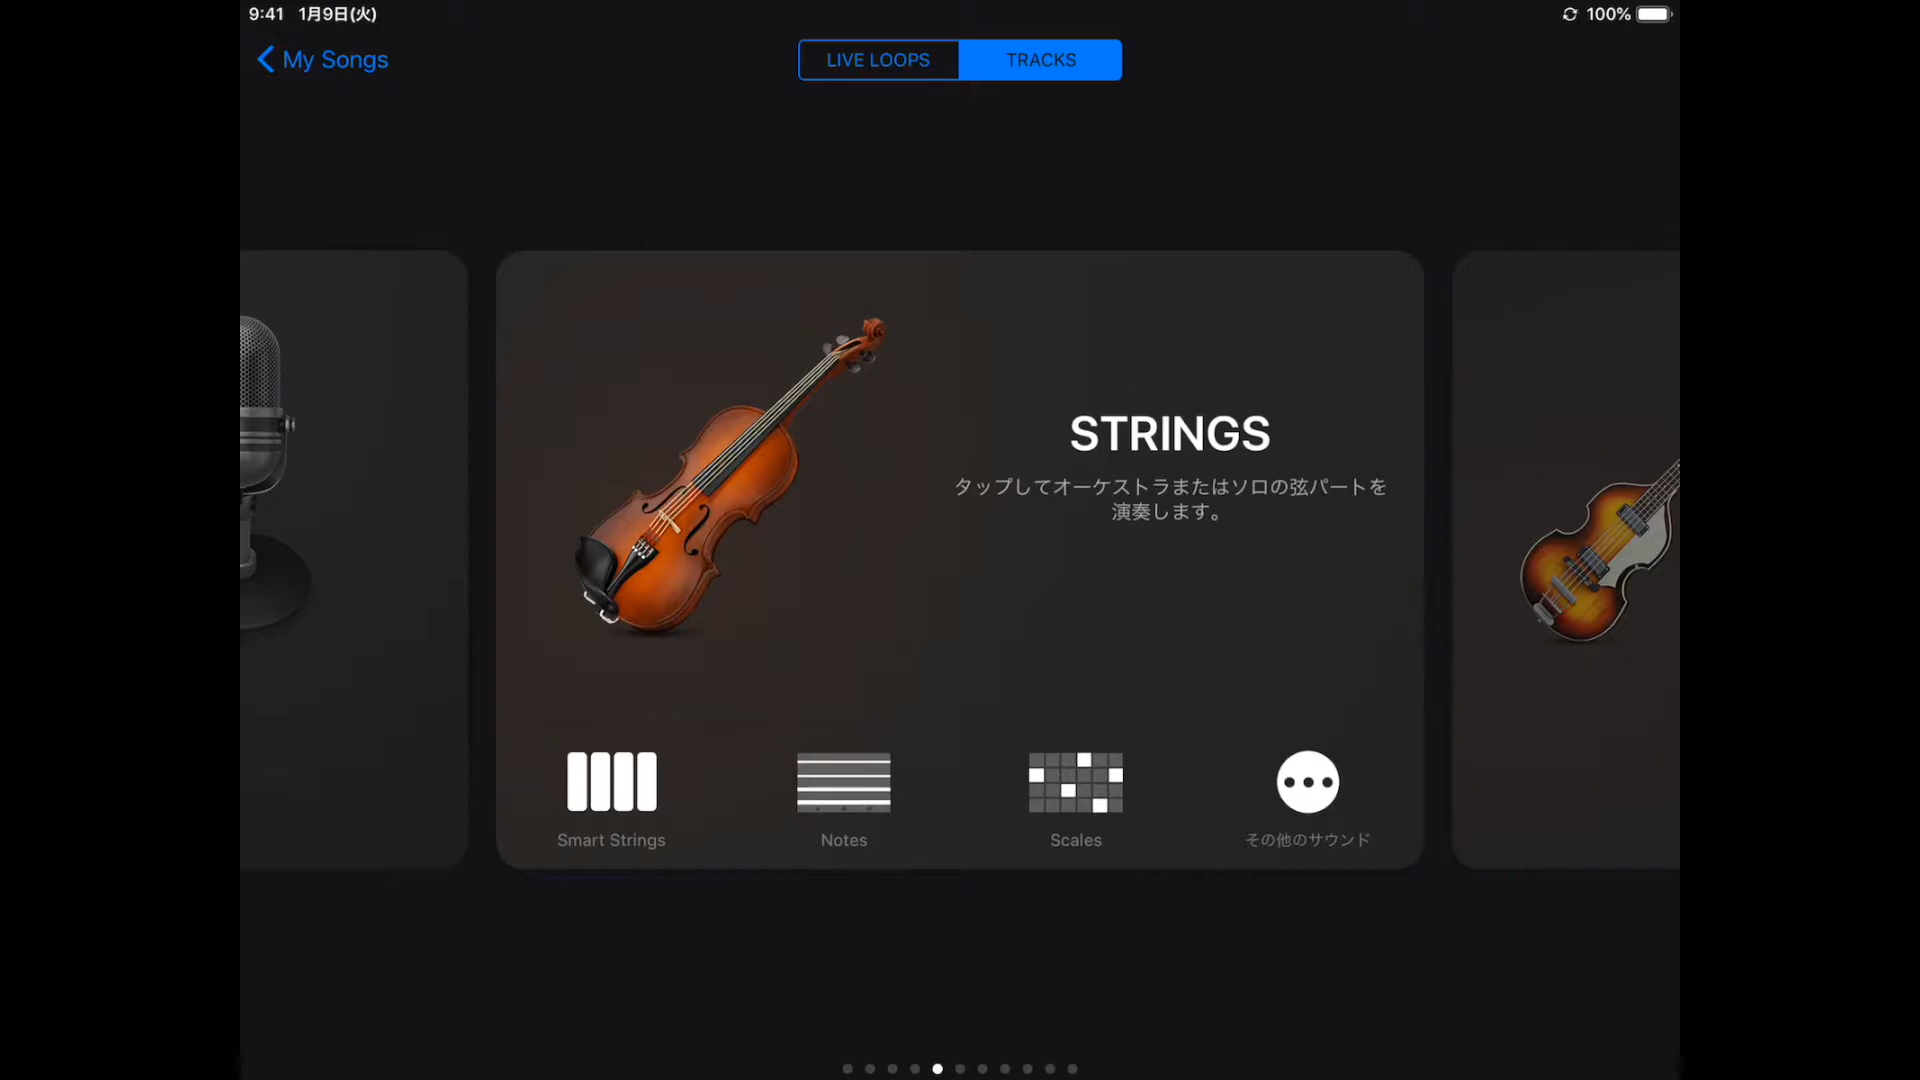 9:41 1月9日(火)
100%
My Songs
LIVE LOOPS
TRACKS
STRINGS
タップしてオーケストラまたはソロの弦パートを
演奏します。
Smart Strings
Notes
Scales
その他のサウンド